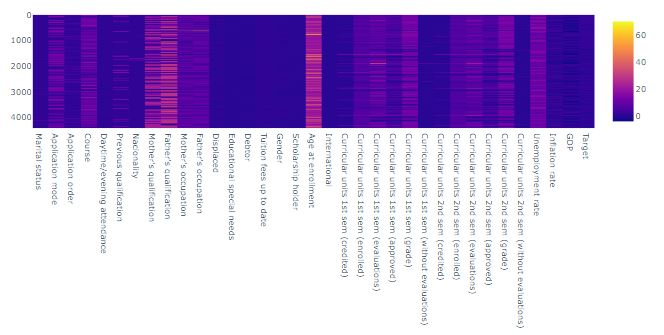 0
1000
2000
3000
4000
60
40
20
0
Marital status
Application mode
Application order
Course
Daytime/evening attendance
Previous qualification
Nacionality
Mother's qualification
Father's qualification
Mother's occupation
Father's occupation
Displaced
Educational special needs
Debtor
Tuition fees up to date
Gender
Scholarship holder
Age at enrollment
International
Curricular units 1st sem (credited)
Curricular units 1st sem (enrolled)
Curricular units 1st sem (evaluations)
Curricular units 1st sem (approved)
Curricular units 1st sem (grade)
Curricular units 1st sem (without evaluations)
Curricular units 2nd sem (credited)
Curricular units 2nd sem (enrolled)
Curricular units 2nd sem (evaluations)
Curricular units 2nd sem (approved)
Curricular units 2nd sem (grade)
Curricular units 2nd sem (without evaluations)
Unemployment rate
Inflation rate
GDP
Target